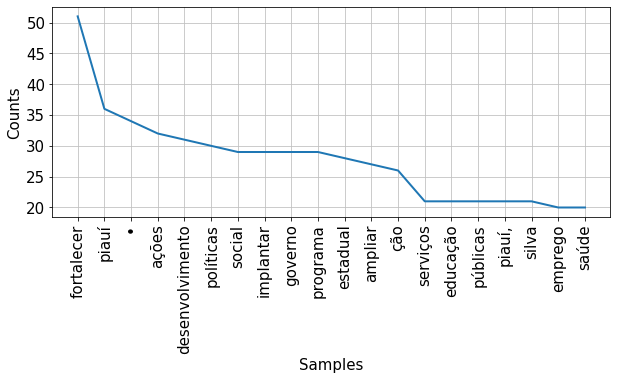 50
45
40
35
30
25
20
Counts
fortalecer
piauí
•
ações
desenvolvimento
políticas
social
implantar
governo
programa
estadual
ampliar
ção
serviços
educação
públicas
piauí,
silva
emprego
saúde
Samples